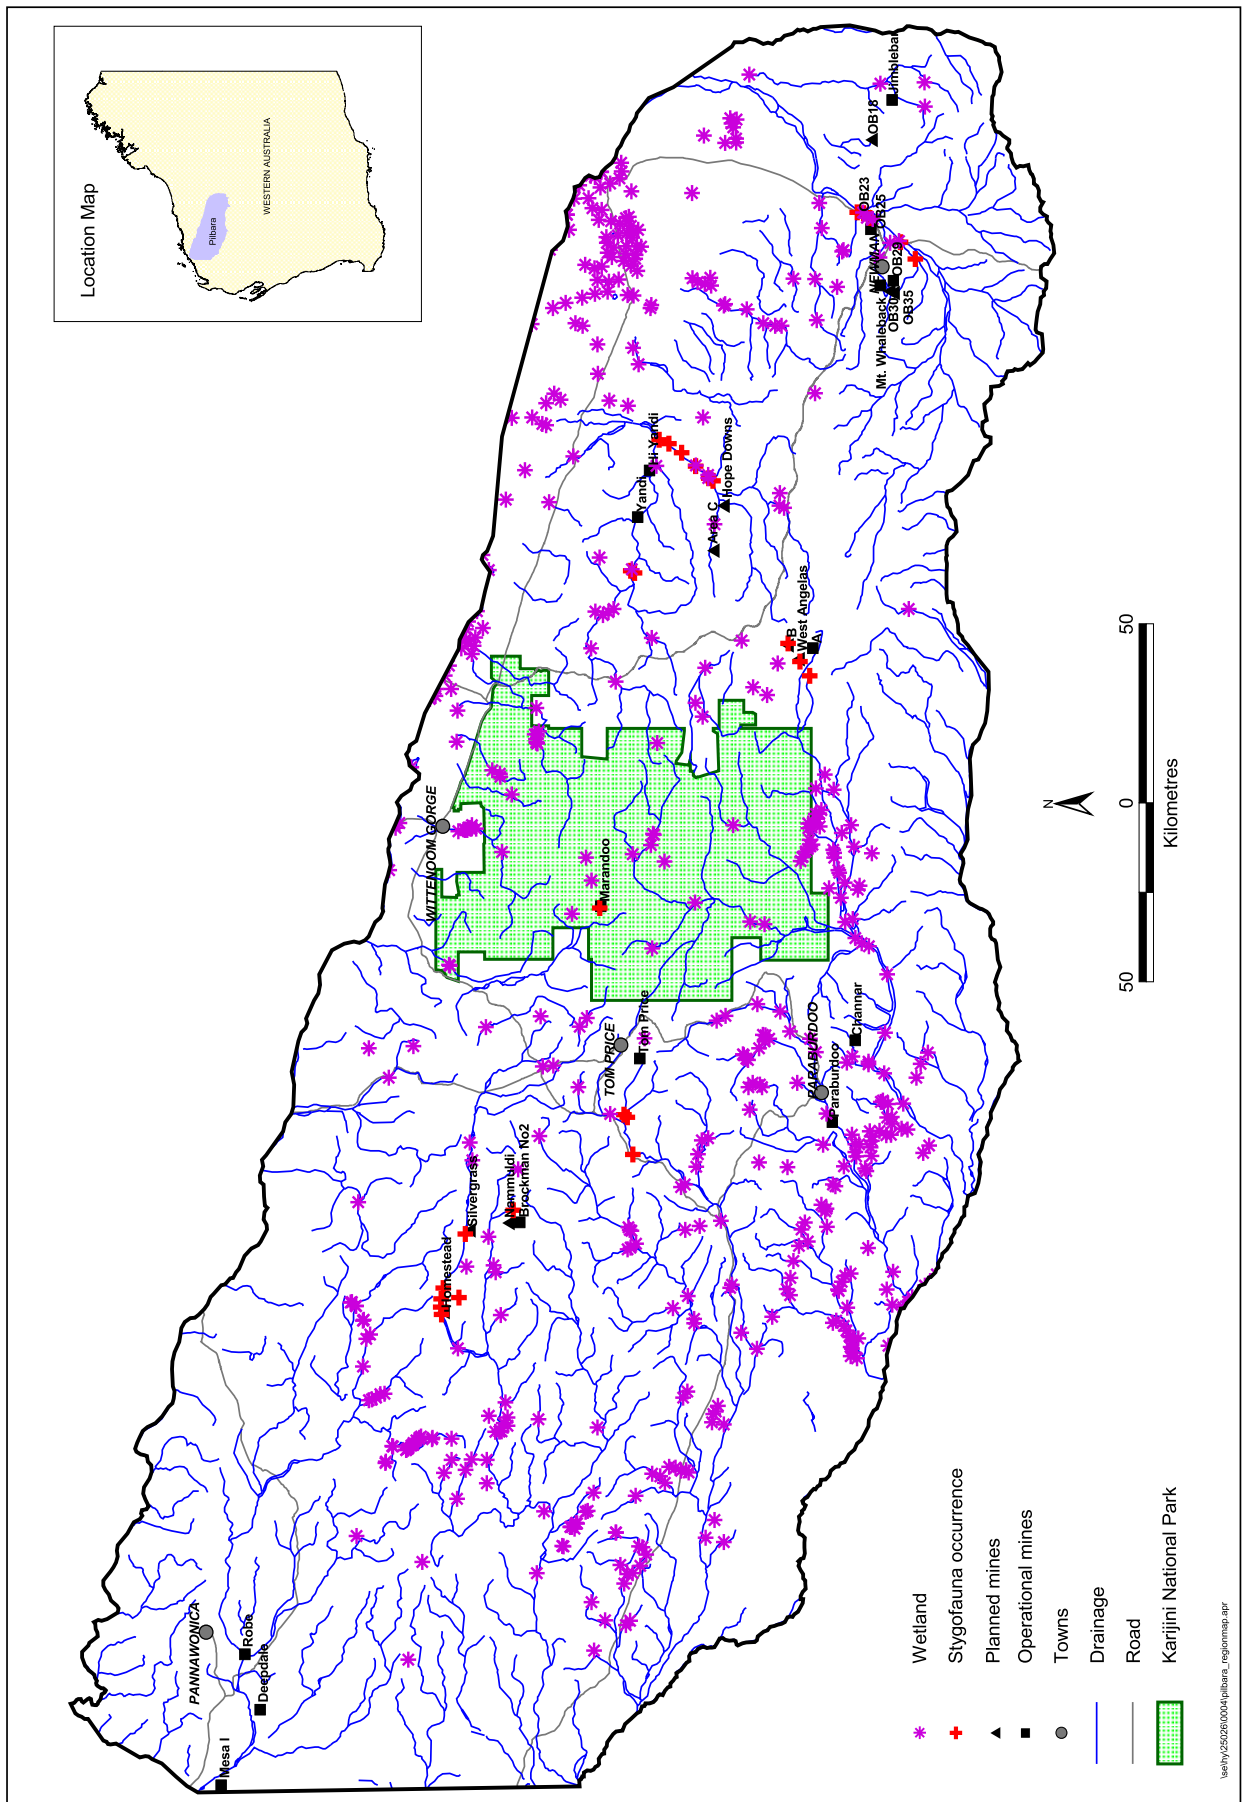 Location Map
WESTERN AUSTRALIA
Pilbara
PANNAWONICA
Mesa I
Deepdale
Robe
Homestead
Silvergrass
Nammuldi
Brockman No2
TOM PRICE
Tom Price
PARABURDOO
Paraburdoo
Channar
WITTENOOM GORGE
Marandoo
B
West Angelas
A
Yandi
Hi Yandi
Area C
Hope Downs
Mt. Whaleback
NEWMAN
OB23
OB25
OB29
OB30
OB35
OB18
Jimblebar
Wetland
Stygofauna occurrence
Planned mines
Operational mines
Towns
Drainage
Road
Karijini National Park
N
50
0
50
Kilometres